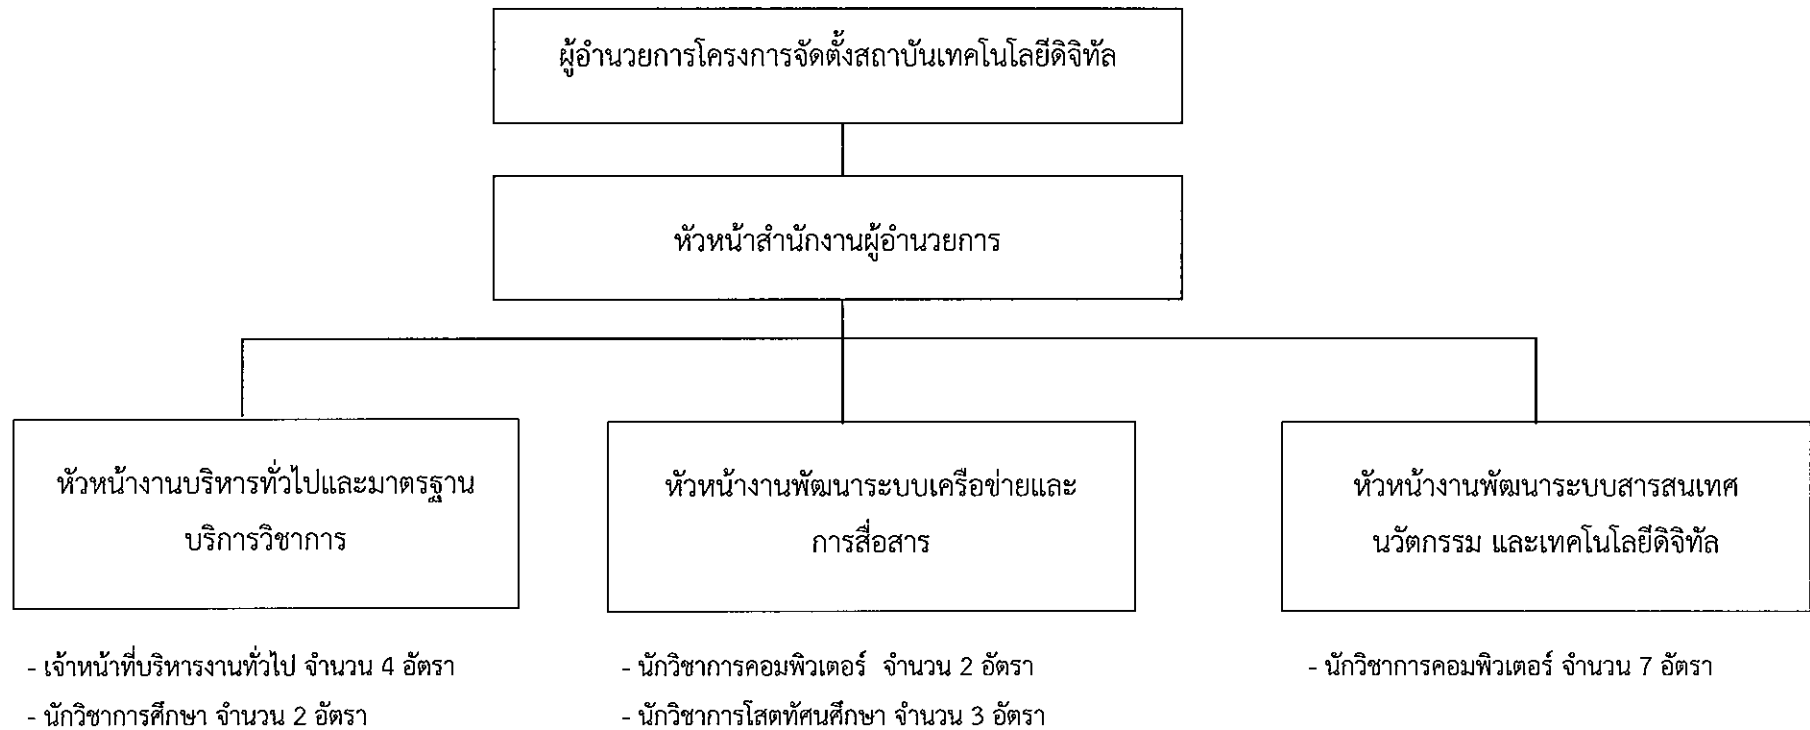 ผู้อำนวยการโครงการจัดตั้งสถาบันเทคโนโลยีดิจิทัล
หัวหน้าสำนักงานผู้อำนวยการ
หัวหน้างานบริหารทั่วไปและมาตรฐาน
บริการวิชาการ
- เจ้าหน้าที่บริหารงานทั่วไป จำนวน 4 อัตรา
- นักวิชาการศึกษา จำนวน 2 อัตรา
หัวหน้างานพัฒนาระบบเครือข่ายและ
การสื่อสาร
- นักวิชาการคอมพิวเตอร์ จำนวน 2 อัตรา
- นักวิชาการโสตทัศนศึกษา จำนวน 3 อัตรา
หัวหน้างานพัฒนาระบบสารสนเทศ
นวัตกรรม และเทคโนโลยีดิจิทัล
- นักวิชาการคอมพิวเตอร์ จำนวน 7 อัตรา